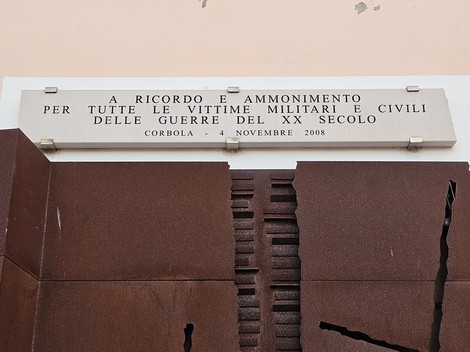 A RICORDO E AMMONIMENTO
PER TUTTE LE VITTIME MILITARI E CIVILI
DELLE GUERRE DEL XX SECOLO
CORBOLA - 4 NOVEMBRE 2008